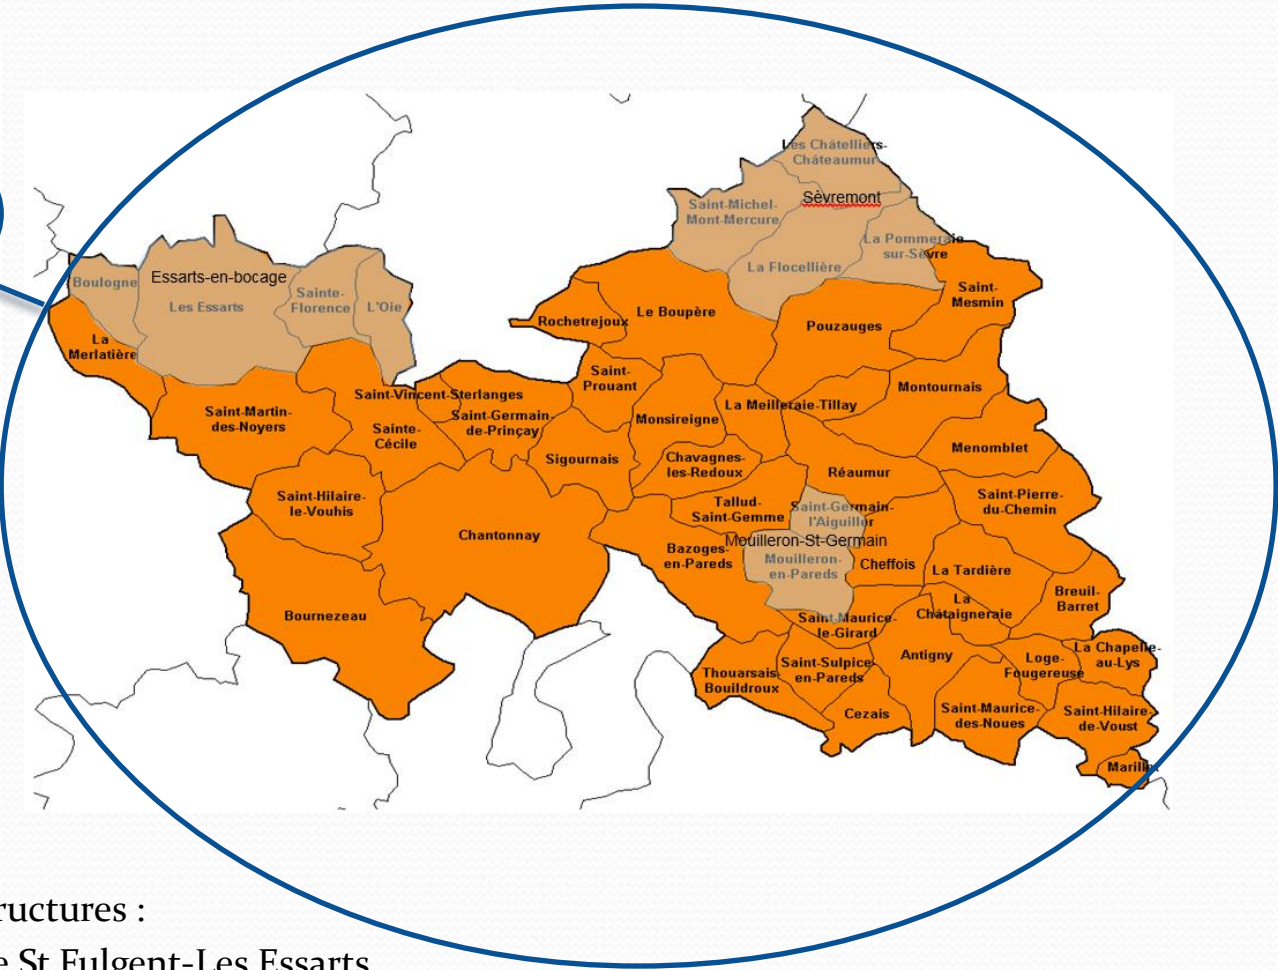 Les Châtelliers-
Châteaumur
Sèvremont
Saint-Michel-
Mont-Mercure
La Pommeraie-
sur-Sèvre
La Flocellière
Essarts-en-bocage
Boulogne
Les Essarts
Sainte-
Florence
L'Oie
La
Merlatière
Saint-
Mesmin
Rochetrejoux
Le Boupère
Pouzauges
Saint-
Prouant
Montournais
Saint-Vincent-Sterlanges
La Meilleraie-Tillay
Saint-Martin-
des-Noyers
Saint-Germain-
de-Prinçay
Monsireigne
Sainte-
Cécile
Menomblet
Sigournais
Chavagnes-
les-Redoux
Réaumur
Saint-Hilaire-
le-Vouhis
Tallud-
Saint-Gemme
Saint-Germain-
l'Aiguiller
Saint-Pierre-
du-Chemin
Chantonnay
Mouilleron-St-Germain
Bazoges-
en-Pareds
Mouilleron-
en-Pareds
Cheffois
La Tardière
Breuil-
Barret
La
Châtaigneraie
Bournezeau
Saint-Maurice-
le-Girard
La Chapelle-
au-Lys
Antigny
Loge-
Fougereuse
Thouarsais-
Bouildroux
Saint-Sulpice-
en-Pareds
Cezais
Saint-Maurice-
des-Noues
Saint-Hilaire-
de-Voust
ructures :
e St Fulgent-Les Essarts